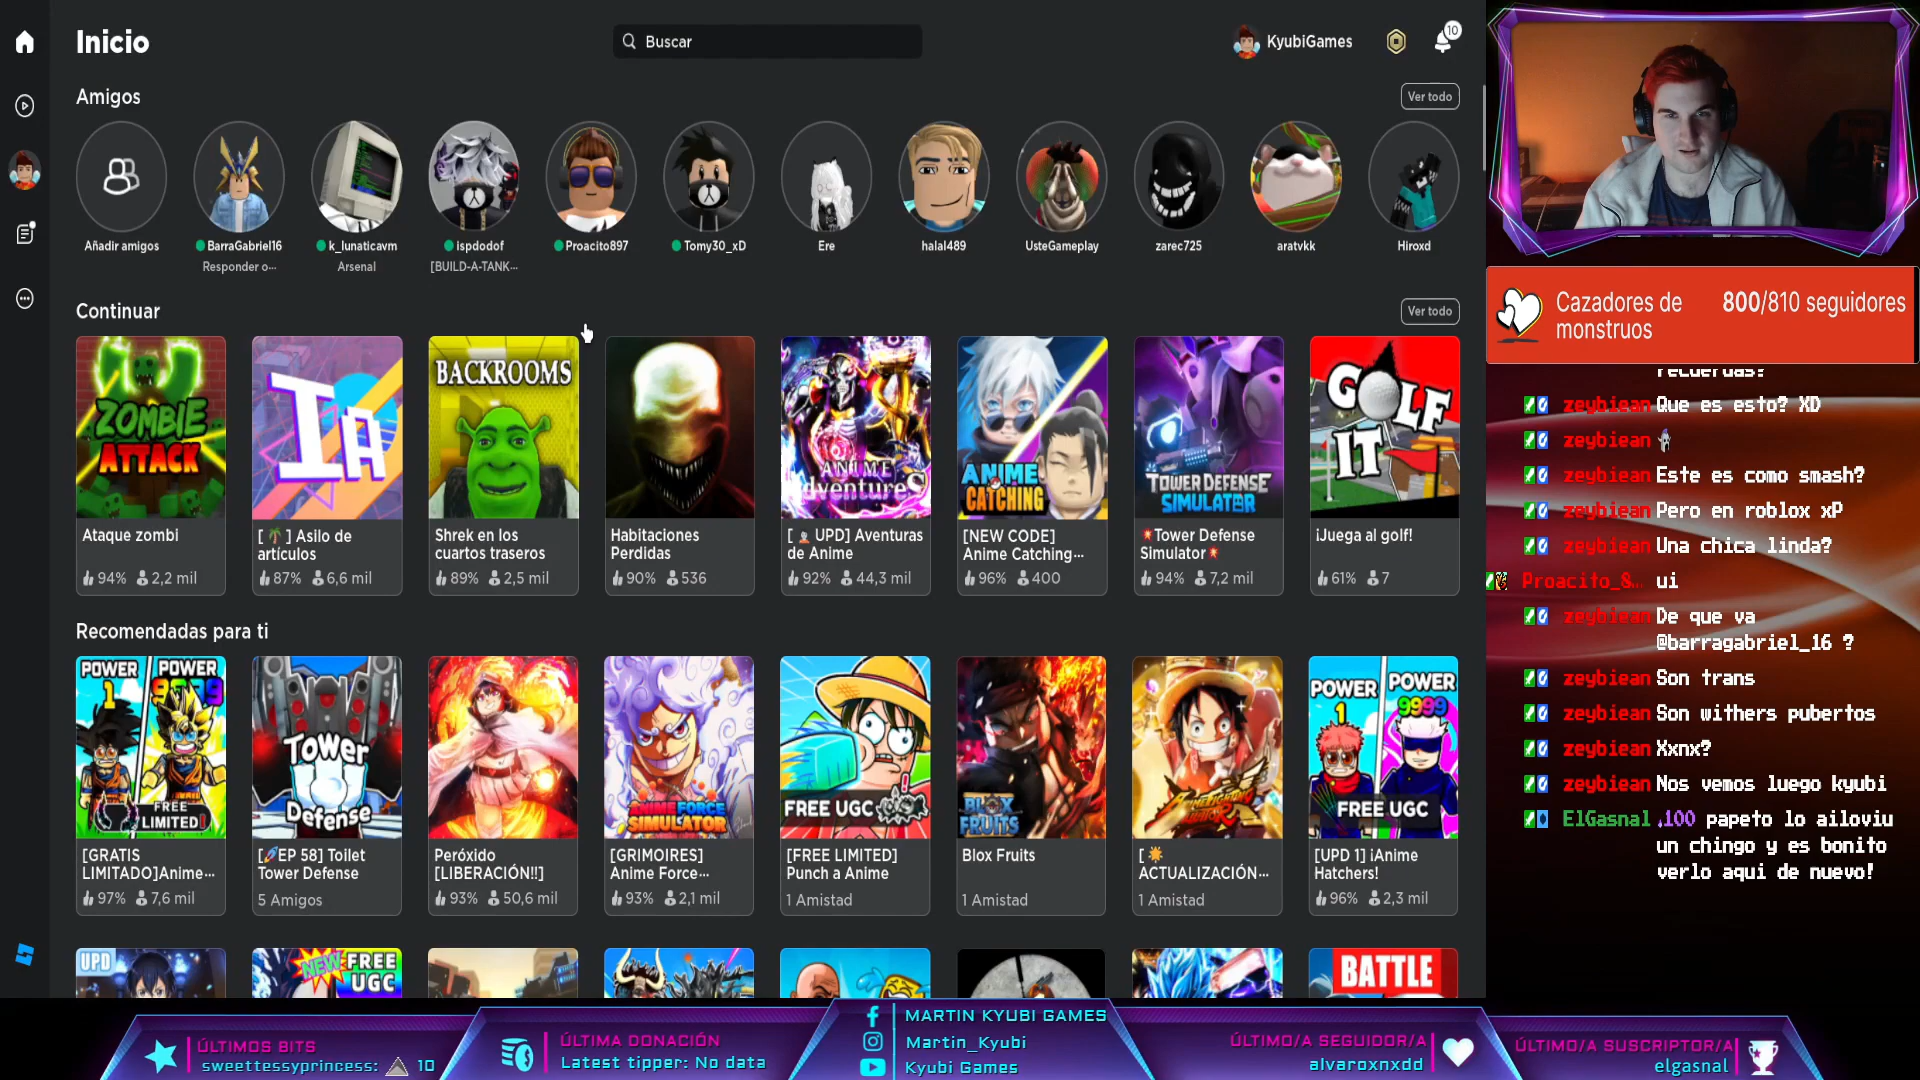 Inicio
Buscar
KyubiGames
10
Amigos
Ver todo
Añadir amigos
BarraGabriel16
Responder o...
k_lunaticavm
Arsenal
ispdodof
[BUILD-A-TANK...
Proacito897
Tomy30_xD
Ere
halal489
UsteGameplay
zarec725
aratvkk
Hiroxd
Continuar
Ver todo
ZOMBIE
ATTACK
Ataque zombi
94% 2,2 mil
IA
[🌴] Asilo de
artículos
87% 6,6 mil
BACKROOMS
Shrek en los
cuartos traseros
89% 2,5 mil
Habitaciones
Perdidas
90% 536
ANIME
AdventureS
[ UPD] Aventuras
de Anime
92% 44,3 mil
ANIME
CATCHING
[NEW CODE]
Anime Catching...
96% 400
TOWER DEFENSE
SIMULATOR
💥Tower Defense
Simulator💥
94% 7,2 mil
GOLF
IT
¡Juega al golf!
61% 7
Recomendadas para ti
POWER POWER
1 9999
FREE
LIMITED!
[GRATIS
LIMITADO]Anime...
97% 7,6 mil
Tower
Defense
[🚀EP 58] Toilet
Tower Defense
5 Amigos
Peróxido
[LIBERACIÓN!!]
93% 50,6 mil
ANIME FORCE
SIMULATOR
[GRIMOIRES]
Anime Force...
93% 2,1 mil
FREE UGC
[FREE LIMITED]
Punch a Anime
1 Amistad
BLOX
FRUITS
Blox Fruits
1 Amistad
[☀️
ACTUALIZACIÓN...
1 Amistad
POWER POWER
1 9999
FREE UGC
[UPD 1] ¡Anime
Hatchers!
96% 2,3 mil
UPD
NEW FREE
UGC
BATTLE
Cazadores de
monstruos
800/810 seguidores
recuerdas?
zeybiean Que es esto? XD
zeybiean
zeybiean Este es como smash?
zeybiean Pero en roblox xP
zeybiean Una chica linda?
Proacito_8... ui
zeybiean De que va
@barragabriel_16 ?
zeybiean Son trans
zeybiean Son withers pubertos
zeybiean Xxnx?
zeybiean Nos vemos luego kyubi
ElGasnal 100 papeto lo ailoviu
un chingo y es bonito
verlo aqui de nuevo!
ÚLTIMOS BITS
sweettessyprincess: 10
ÚLTIMA DONACIÓN
Latest tipper: No data
MARTIN KYUBI GAMES
Martin_Kyubi
Kyubi Games
ÚLTIMO/A SEGUIDOR/A
alvaroxnxdd
ÚLTIMO/A SUSCRIPTOR/A
elgasnal